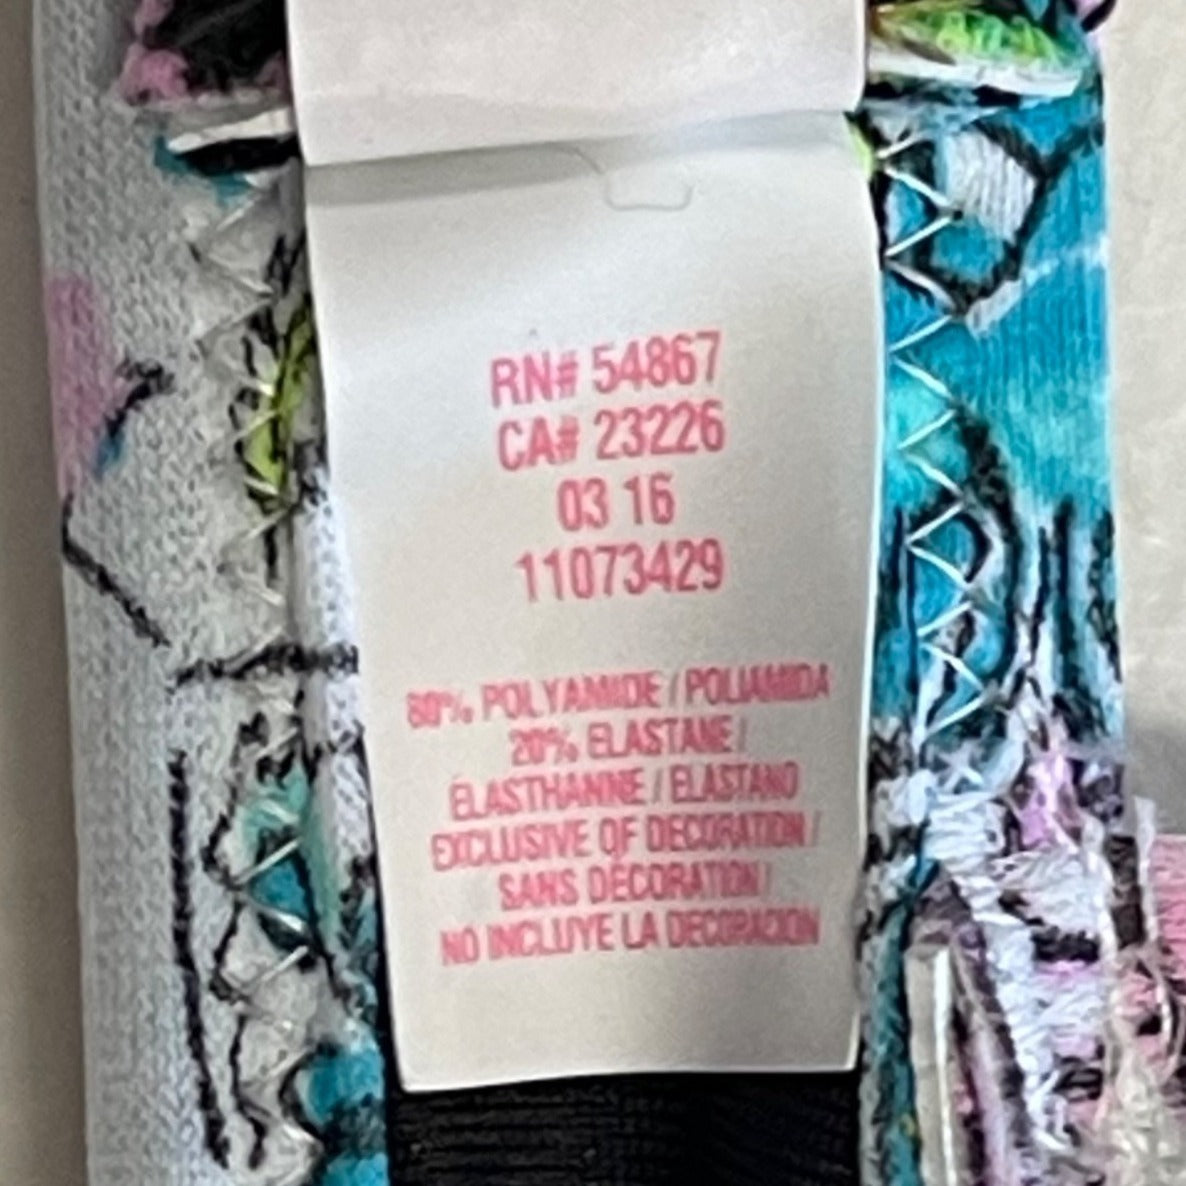 RN# 54867
CA# 23226
03 16
11073429
80% POLYAMIDE / POLIAMIDA
20% ELASTANE /
ÉLASTHANNE / ELASTANO
EXCLUSIVE OF DECORATION /
SANS DÉCORATION /
NO INCLUYE LA DECORACION